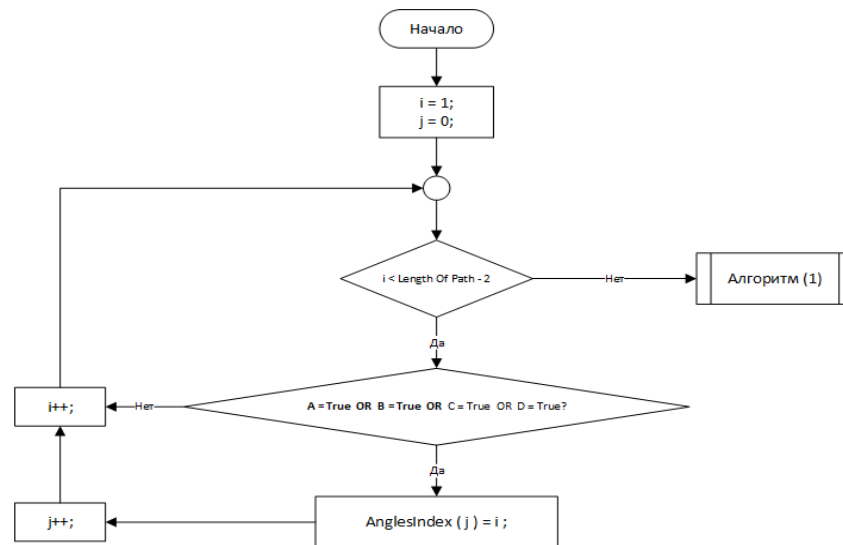 Начало
i = 1;
j = 0;
i < Length Of Path - 2
Нет
Алгоритм (1)
Да
i++;
Нет
A = True OR B = True OR C = True OR D = True?
Да
j++;
AnglesIndex ( j ) = i ;